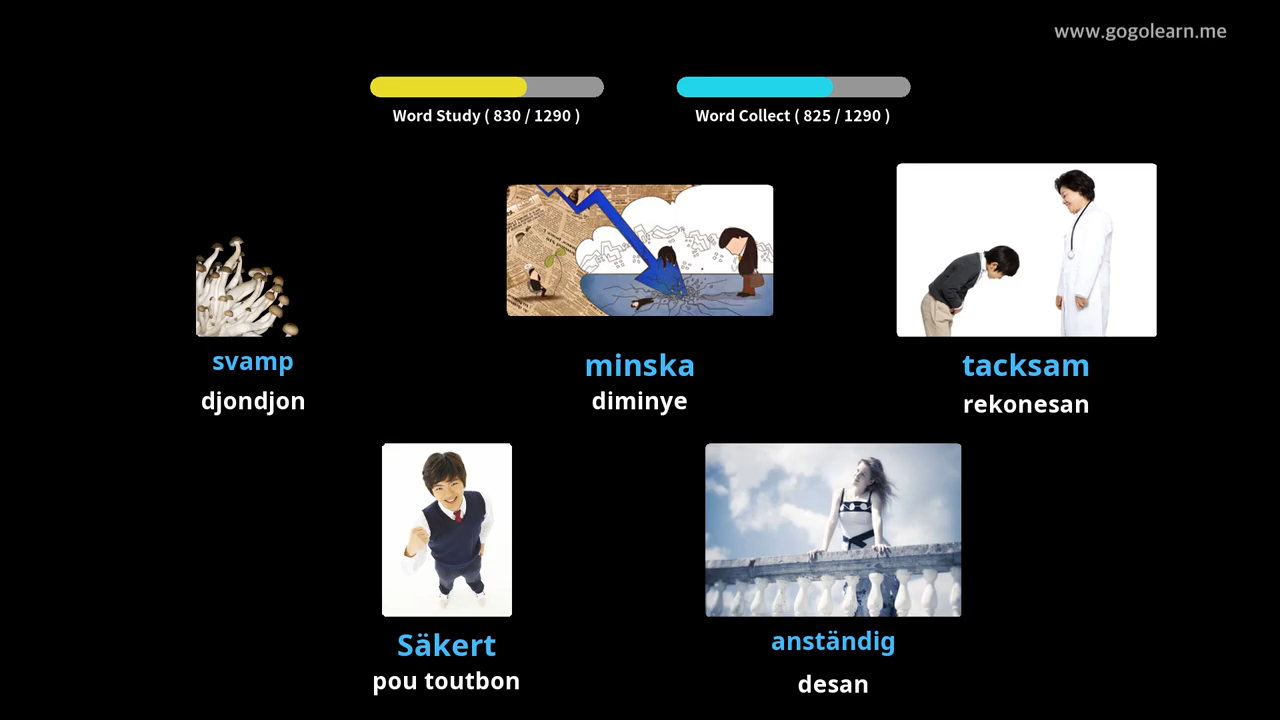 www.gogolearn.me
Word Study ( 830 / 1290 )
Word Collect ( 825 / 1290 )
svamp
djondjon
minska
diminye
tacksam
rekonesan
Säkert
pou toutbon
anständig
desan